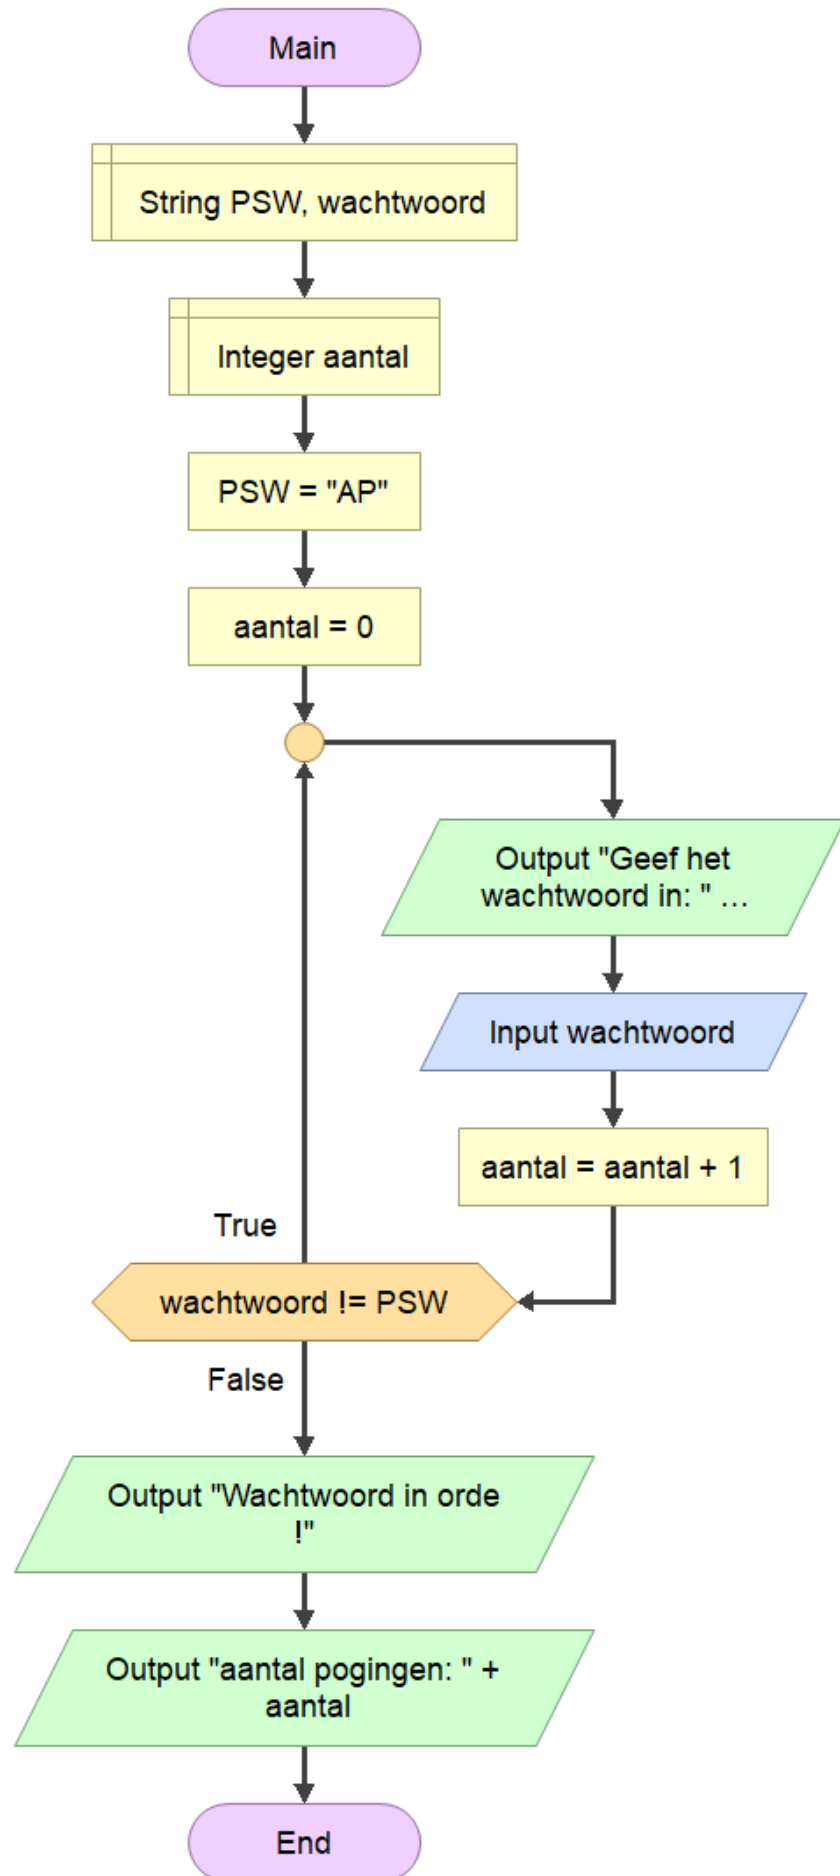 Main
String PSW, wachtwoord
Integer aantal
PSW = "AP"
aantal = 0
Output "Geef het
wachtwoord in: " ...
Input wachtwoord
aantal = aantal + 1
True
wachtwoord != PSW
False
Output "Wachtwoord in orde
!"
Output "aantal pogingen: " +
aantal
End